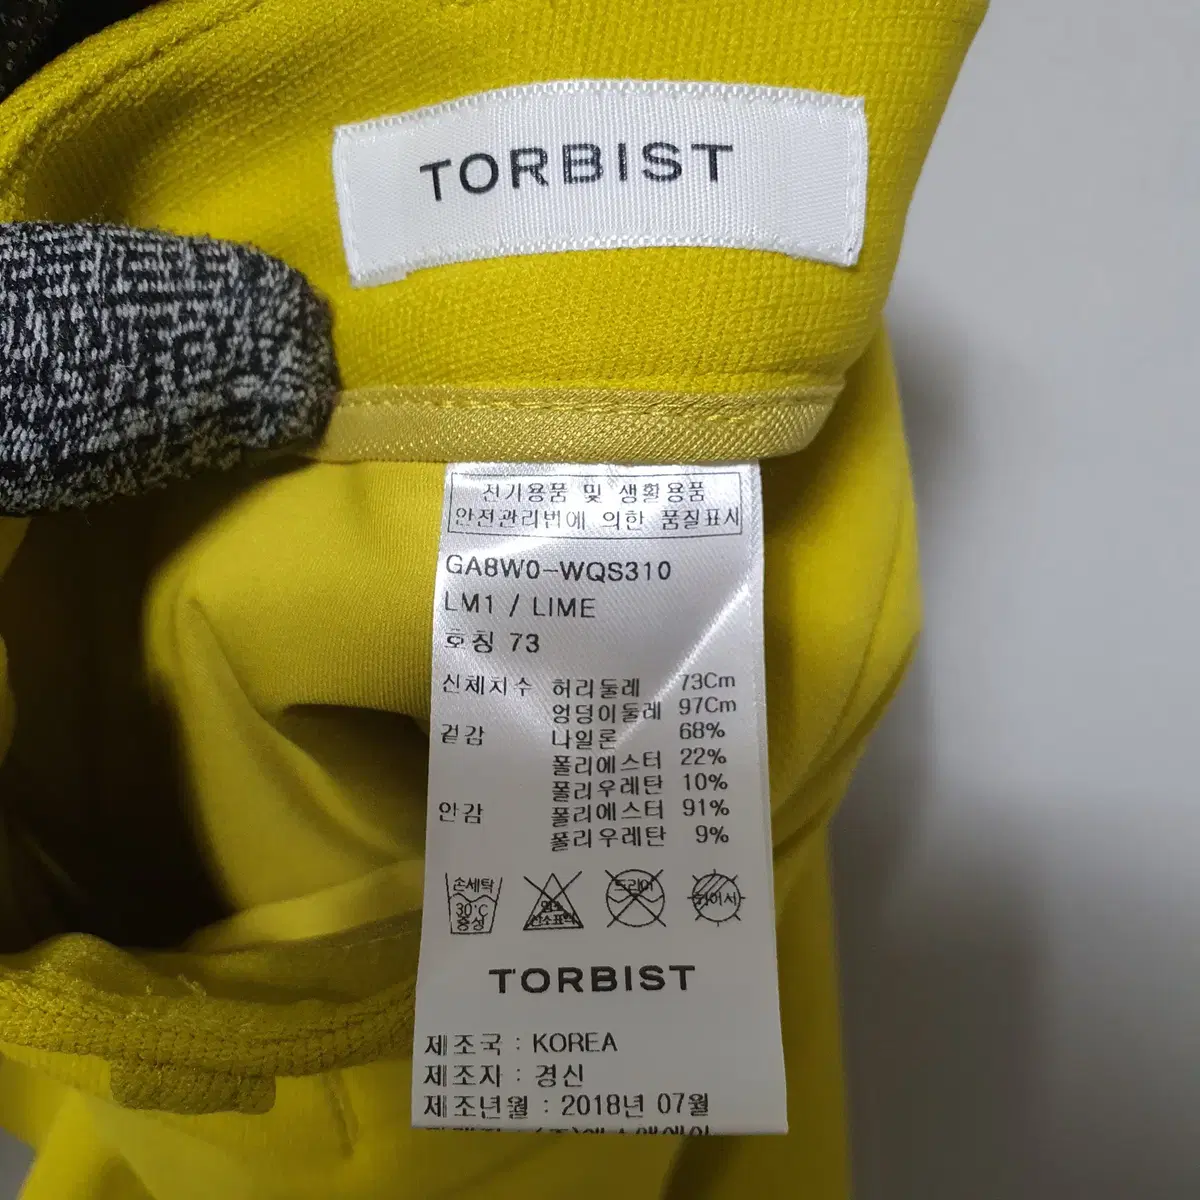 TORBIST
전기용품 및 생활용품
안전관리법에 의한 품질표시
GA8W0-WQS310
LM1 / LIME
호칭 73
신체치수 허리둘레 73Cm
엉덩이둘레 97Cm
겉감 나일론 68%
폴리에스터 22%
폴리우레탄 10%
안감 폴리에스터 91%
폴리우레탄 9%
손세탁 30℃ 중성
드라이
뉘어서
TORBIST
제조국 : KOREA
제조자 : 경신
제조년월 : 2018년 07월